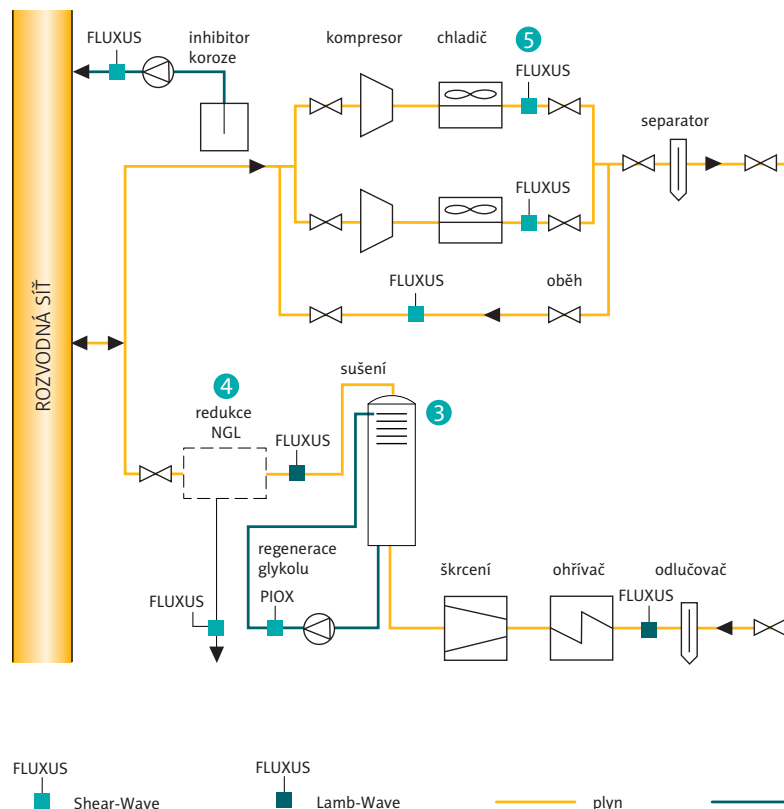 FLUXUS
inhibitor
koroze
kompresor
chladič
5
FLUXUS
separator
FLUXUS
ROZVODNÁ SÍŤ
FLUXUS
oběh
sušení
4
redukce
NGL
3
FLUXUS
regenerace
glykolu
PIOX
FLUXUS
škrcení
ohřívač
odlučovač
FLUXUS
FLUXUS
Shear-Wave
FLUXUS
Lamb-Wave
plyn